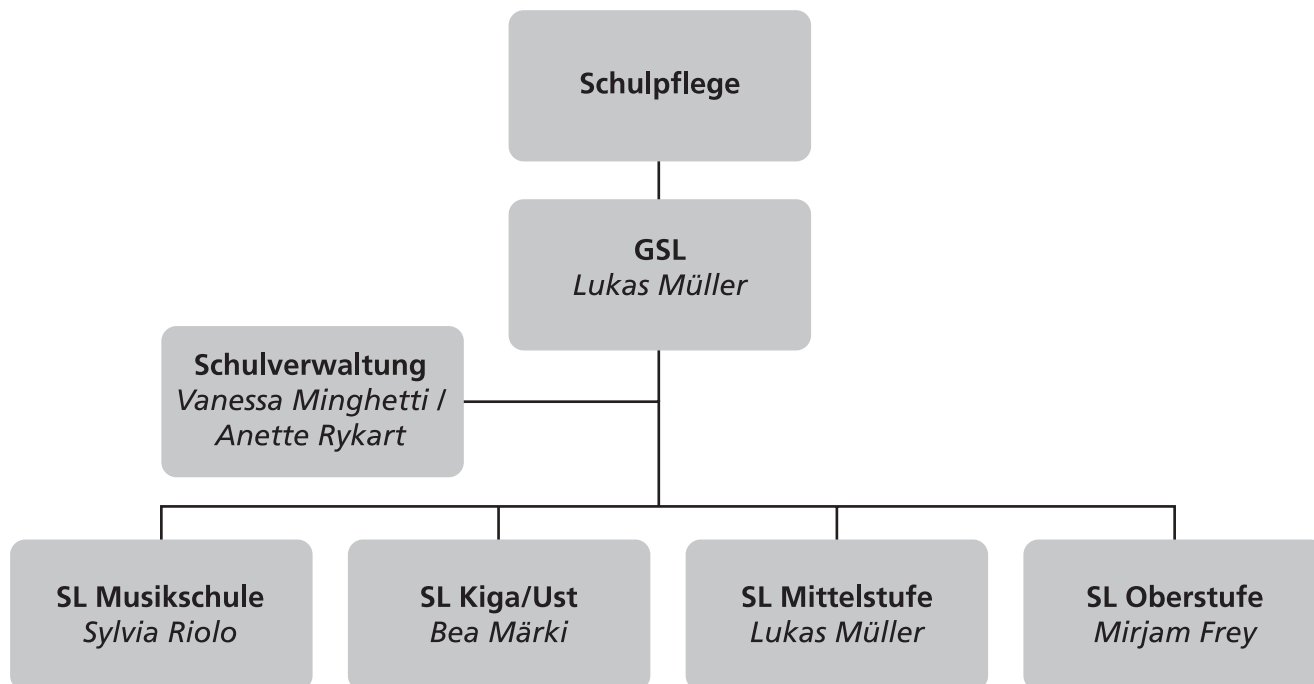 Schulpflege
GSL
Lukas Müller
Schulverwaltung
Vanessa Minghetti /
Anette Rykart
SL Musikschule
Sylvia Riolo
SL Kiga/Ust
Bea Märki
SL Mittelstufe
Lukas Müller
SL Oberstufe
Mirjam Frey